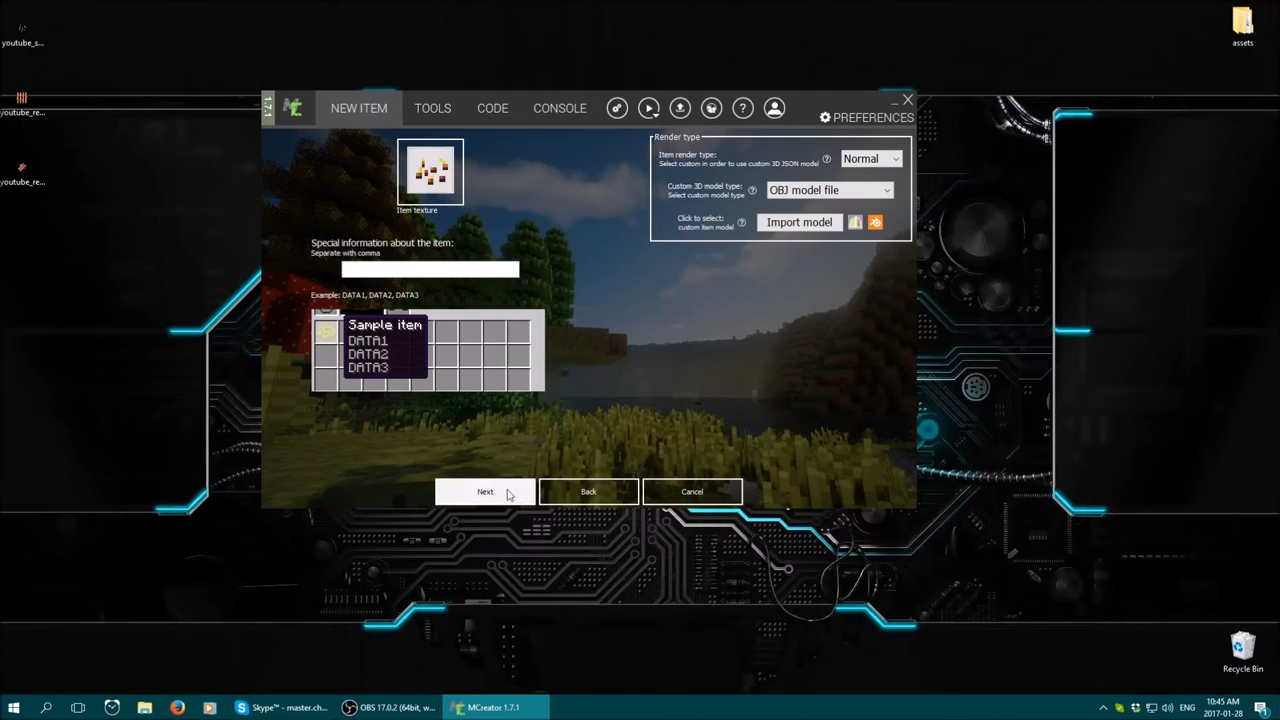 youtube_s...
youtube_re...
youtube_re...
assets
1.7.1
NEW ITEM
TOOLS
CODE
CONSOLE
PREFERENCES
Item texture
Special information about the item:
Separate with comma
Example: DATA1, DATA2, DATA3
Sample item
DATA1
DATA2
DATA3
Render type
Item render type:
Select custom in order to use custom 3D JSON model
Normal
Custom 3D model type:
Select custom model type
OBJ model file
Click to select:
custom item model
Import model
Next
Back
Cancel
Recycle Bin
Skype™ - master.ch...
OBS 17.0.2 (64bit, w...
MCreator 1.7.1
ENG
10:45 AM
2017-01-28